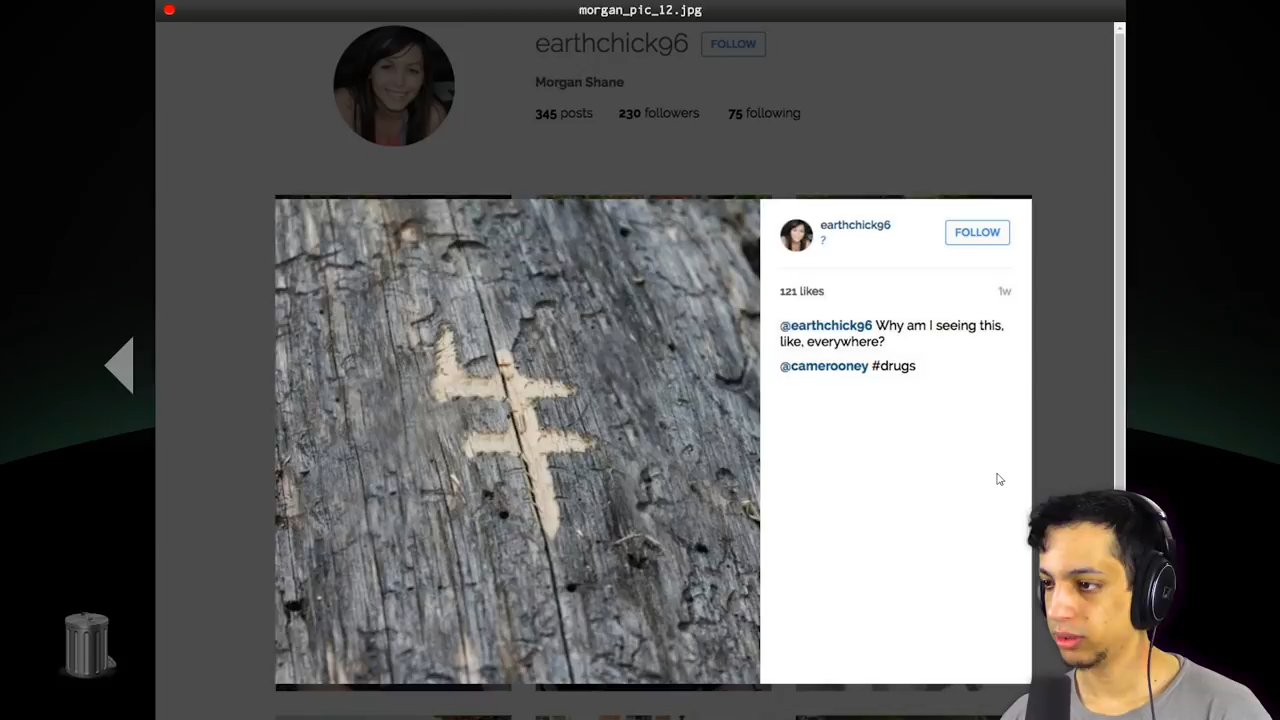 morgan_pic_12.jpg
earthchick96 FOLLOW
Morgan Shane
345 posts 230 followers 75 following
earthchick96 FOLLOW
?
121 likes 1w
@earthchick96 Why am I seeing this,
like, everywhere?
@camerooney #drugs